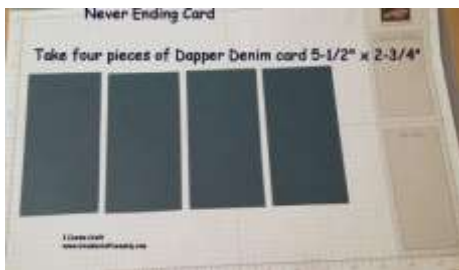 Never Ending Card
Take four pieces of Dapper Denim card 5-1/2" x 2-3/4"